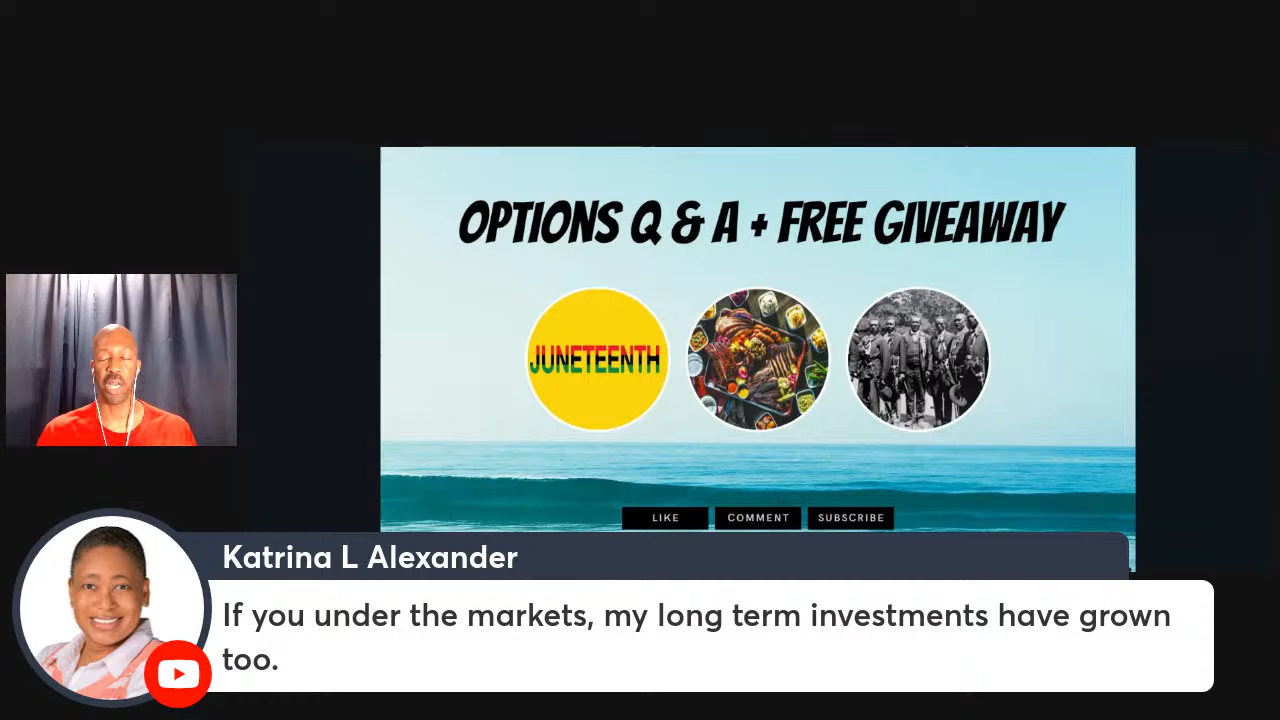 OPTIONS Q & A + FREE GIVEAWAY
JUNETEENTH
LIKE
COMMENT
SUBSCRIBE
Katrina L Alexander
If you under the markets, my long term investments have grown
too.